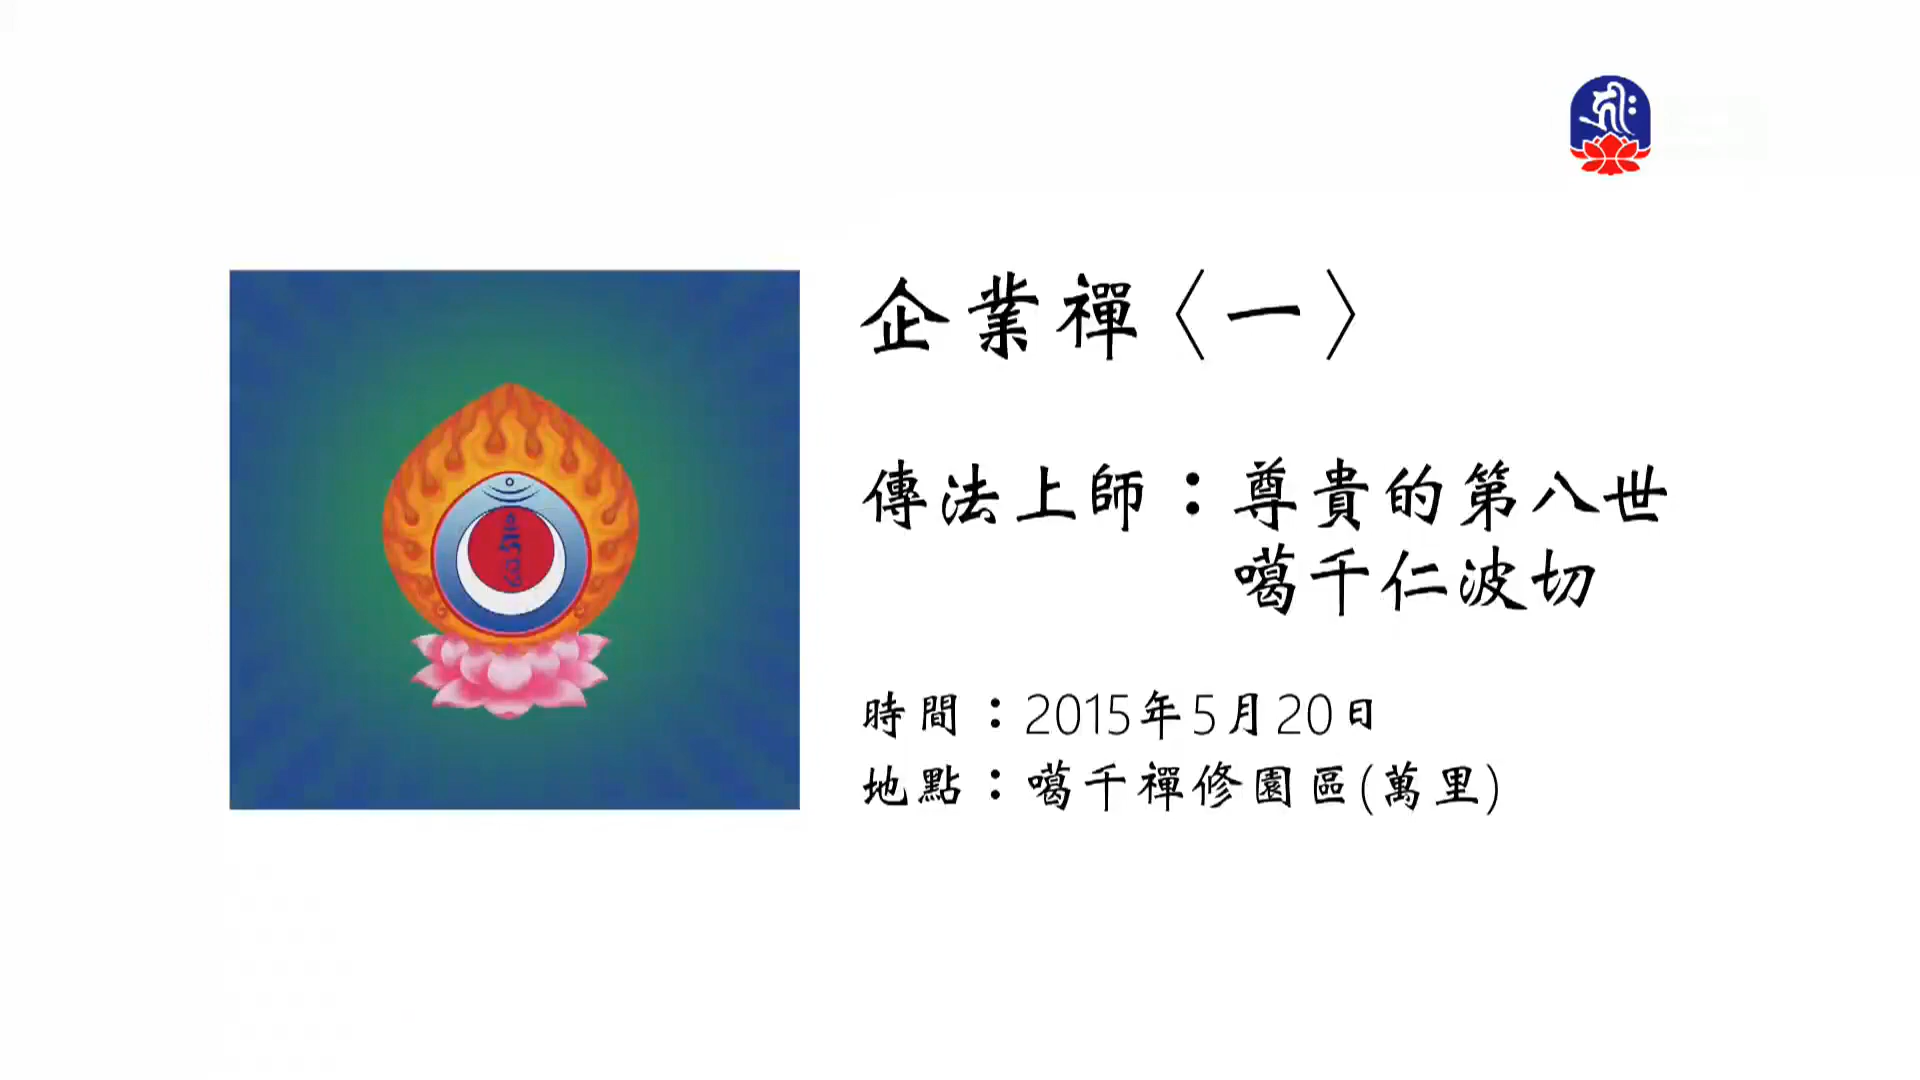 企業禪〈一〉
傳法上師：尊貴的第八世
噶千仁波切
時間：2015年5月20日
地點：噶千禪修園區(萬里)